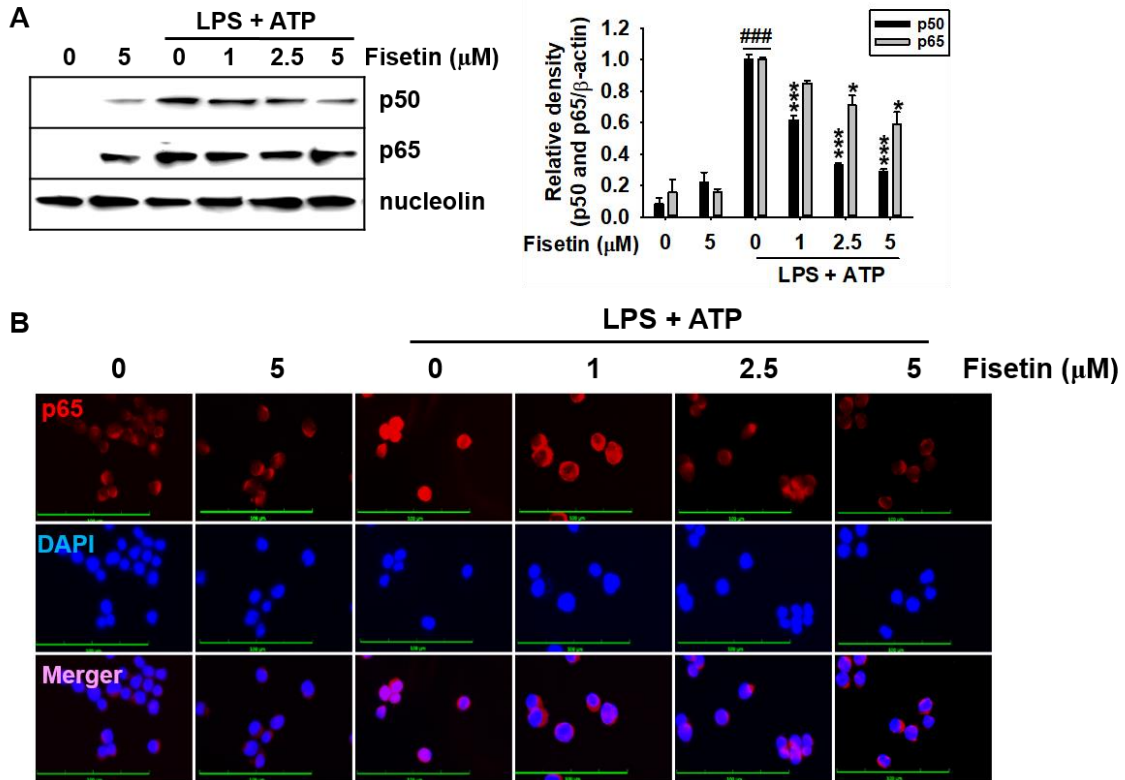 A
LPS + ATP
0 5 0 1 2.5 5 Fisetin (μM)
p50
p65
nucleolin
Relative density
(p50 and p65/β-actin)
1.2
1.0
0.8
0.6
0.4
0.2
0.0
###
***
***
*
***
*
p50
p65
Fisetin (μM) 0 5 0 1 2.5 5
LPS + ATP
B
LPS + ATP
0 5 0 1 2.5 5 Fisetin (μM)
p65
DAPI
Merger